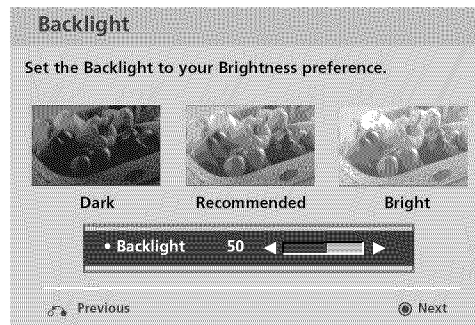 Backlight
Set the Backlight to your Brightness preference.
Dark Recommended Bright
• Backlight 50
Previous Next